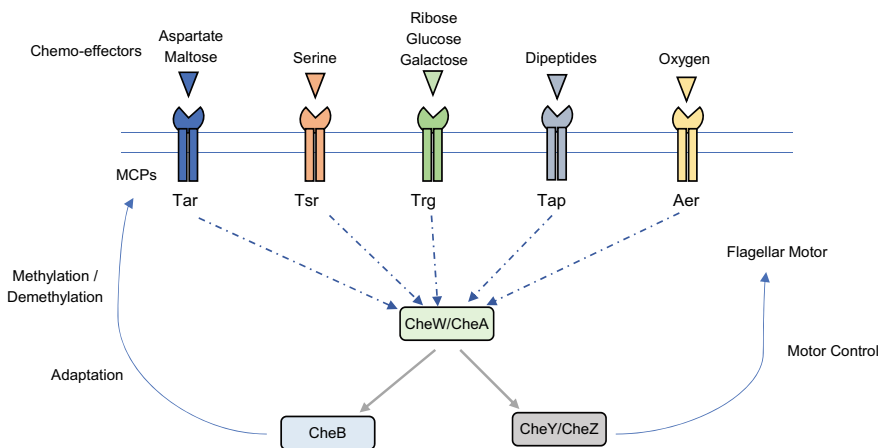 Chemo-effectors
Aspartate
Maltose
Serine
Ribose
Glucose
Galactose
Dipeptides
Oxygen
MCPs
Tar
Tsr
Trg
Tap
Aer
Methylation /
Demethylation
Flagellar Motor
CheW/CheA
Motor Control
Adaptation
CheB
CheY/CheZ